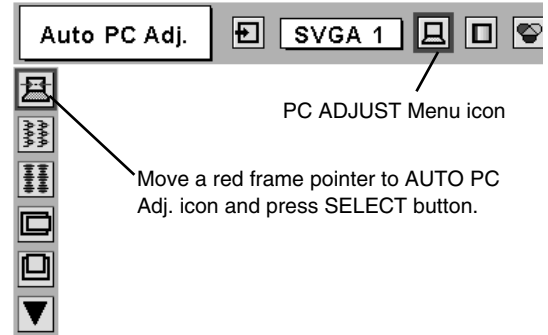 Auto PC Adj.
SVGA 1
PC ADJUST Menu icon
Move a red frame pointer to AUTO PC
Adj. icon and press SELECT button.